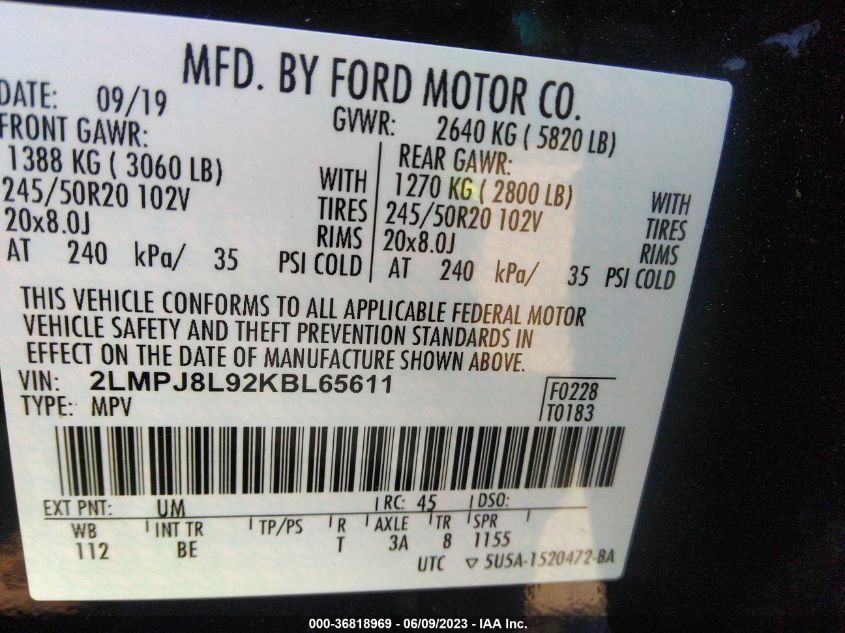 MFD. BY FORD MOTOR CO.
DATE: 09/19
GVWR: 2640 KG ( 5820 LB)
FRONT GAWR:
1388 KG ( 3060 LB)
WITH
245/50R20 102V
TIRES
20x8.0J
RIMS
AT 240 kPa/ 35 PSI COLD
REAR GAWR:
1270 KG ( 2800 LB)
WITH
245/50R20 102V
TIRES
20x8.0J
RIMS
AT 240 kPa/ 35 PSI COLD
THIS VEHICLE CONFORMS TO ALL APPLICABLE FEDERAL MOTOR
VEHICLE SAFETY AND THEFT PREVENTION STANDARDS IN
EFFECT ON THE DATE OF MANUFACTURE SHOWN ABOVE.
VIN: 2LMPJ8L92KBL65611
F0228
TYPE: MPV
T0183
EXT PNT: UM RC: 45 DSO:
WB INT TR TP/PS R AXLE TR SPR
112 BE T 3A 8 1155
UTC ▽ 5U5A-1520472-BA
000-36818969 - 06/09/2023 - IAA Inc.